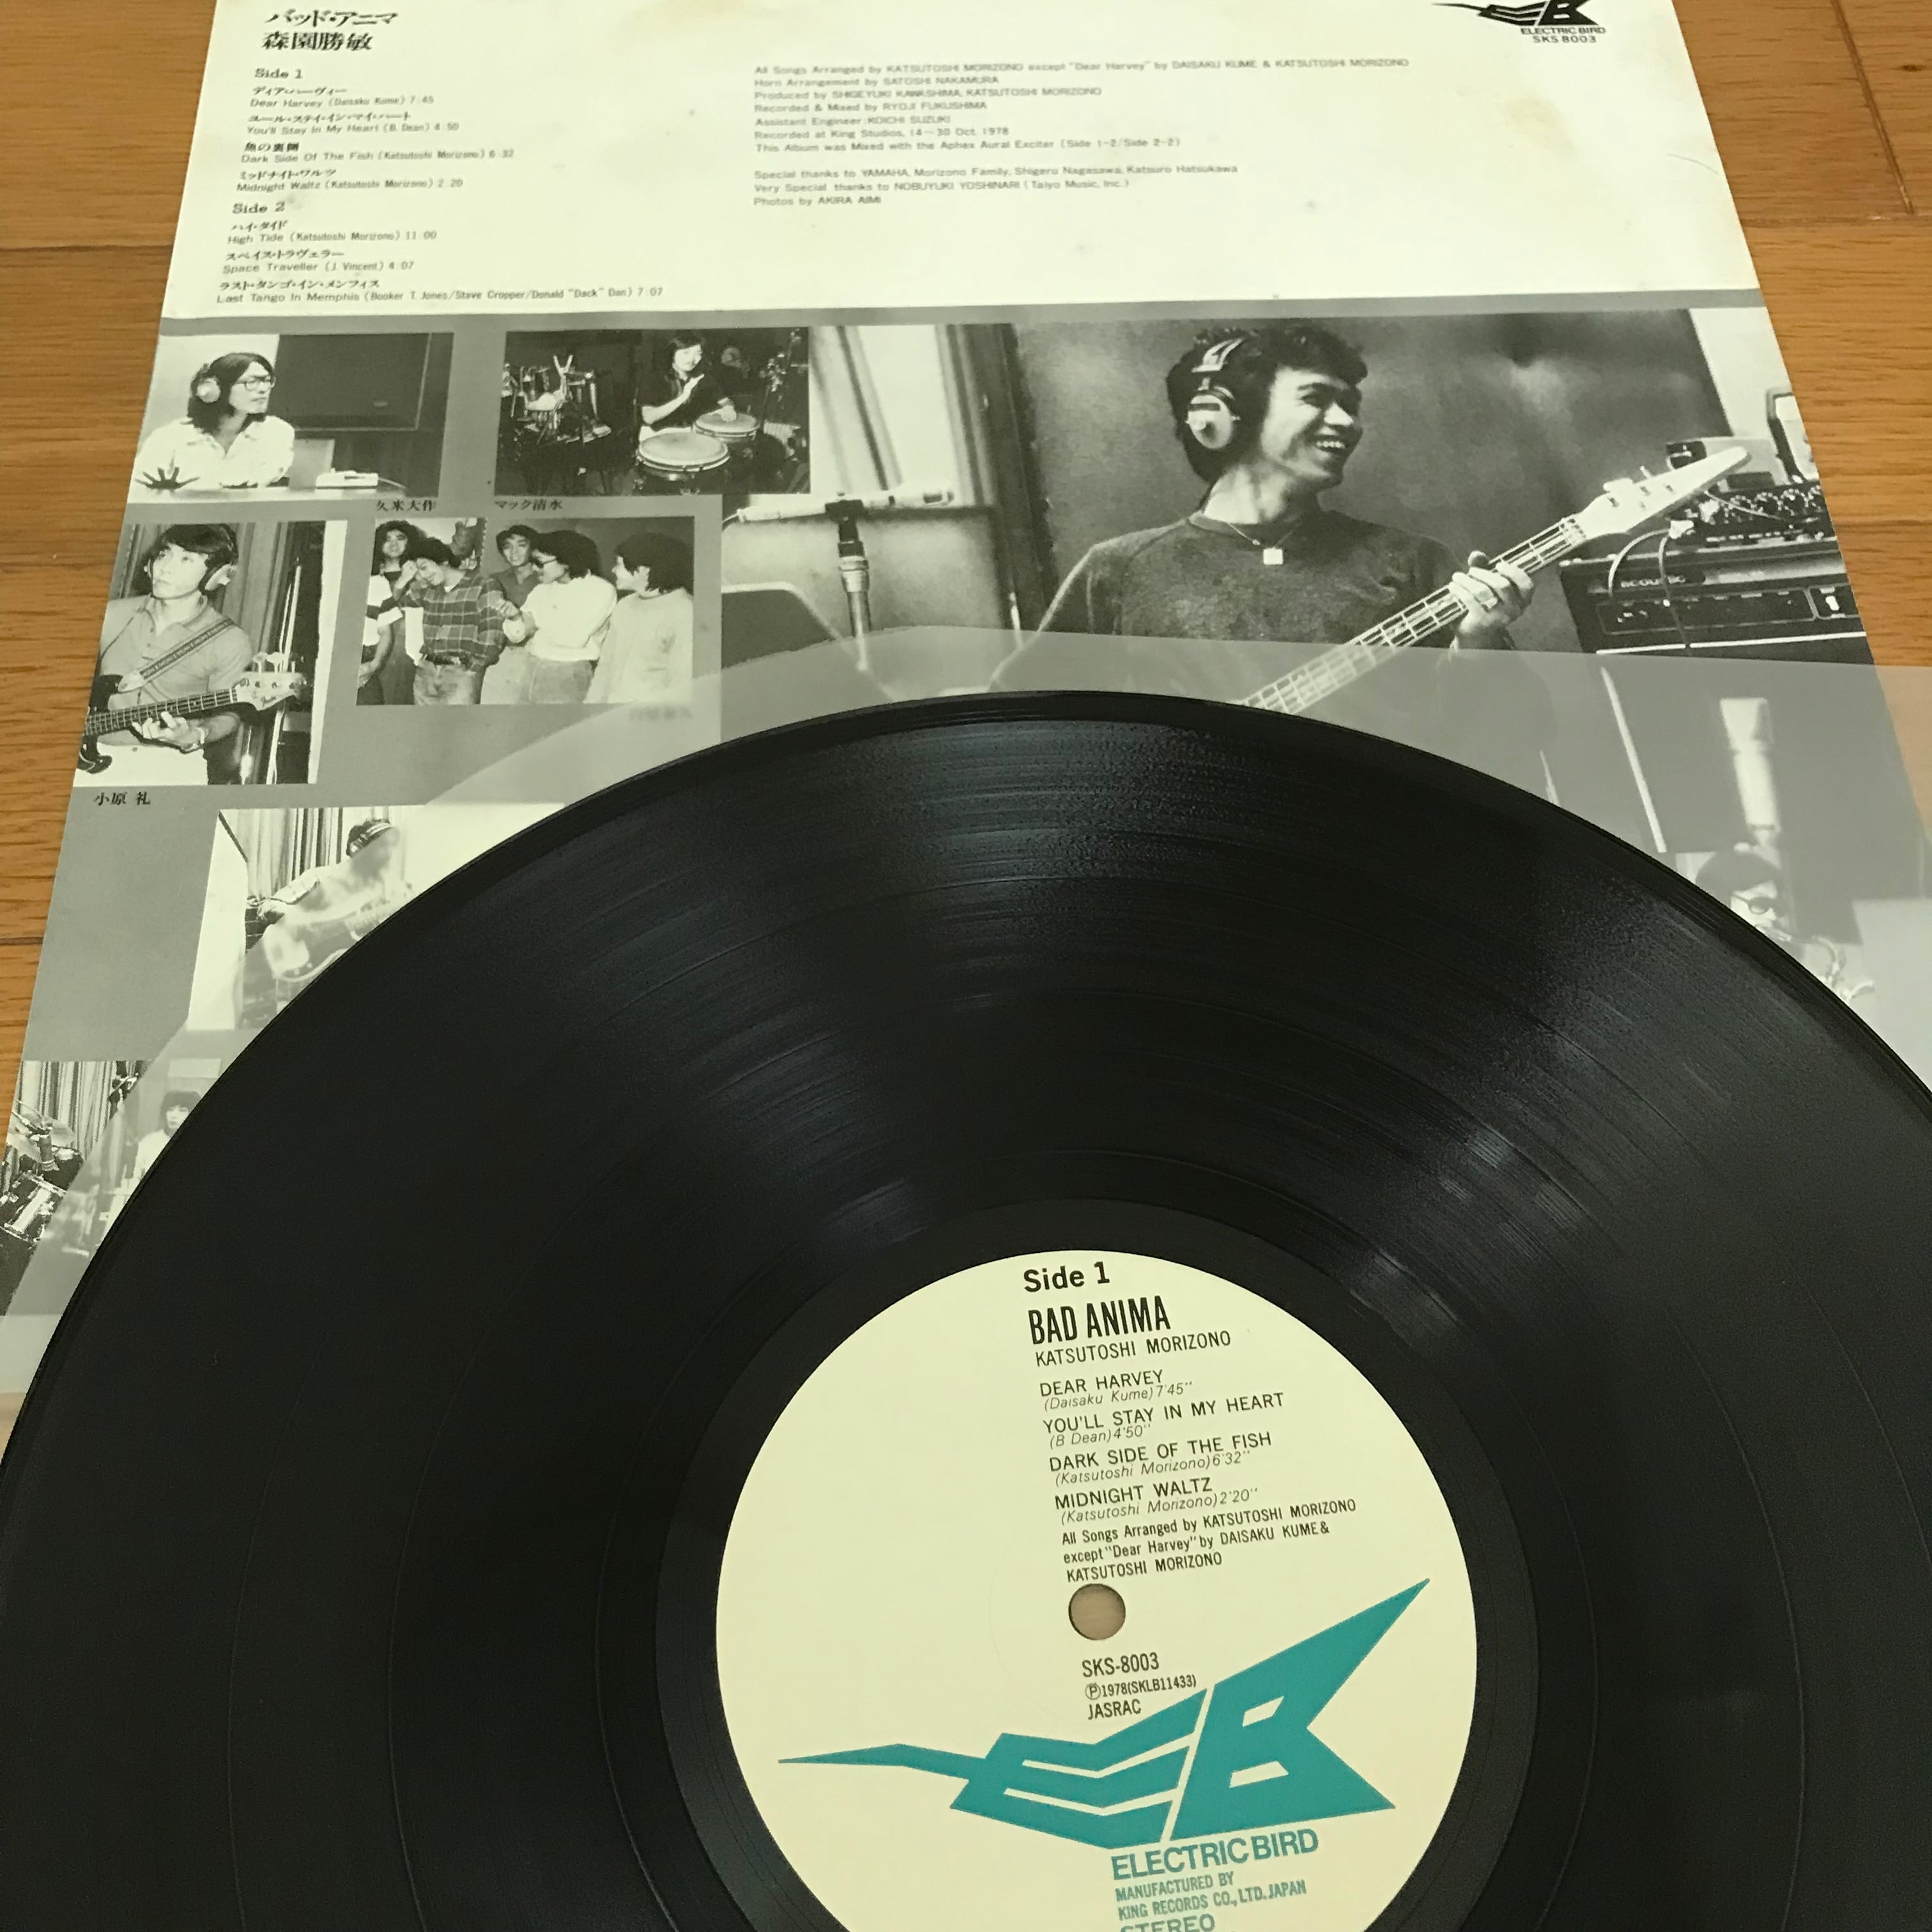 バッド・アニマ
森園勝敏
Side 1
ディア・ハーヴィー
Dear Harvey (Daisaku Kume) 7:45
ユール・ステイ・イン・マイ・ハート
You'll Stay In My Heart (B. Dean) 4:50
魚の裏側
Dark Side Of The Fish (Katsutoshi Morizono) 6:32
ミッドナイト・ワルツ
Midnight Waltz (Katsutoshi Morizono) 2:20
Side 2
ハイ・タイド
High Tide (Katsutoshi Morizono) 11:00
スペイス・トラヴェラー
Space Traveller (J. Vincent) 4:07
ラスト・タンゴ・イン・メンフィス
Last Tango In Memphis (Booker T. Jones/Steve Cropper/Donald "Dack" Dan) 7:07
All Songs Arranged by KATSUTOSHI MORIZONO except "Dear Harvey" by DAISAKU KUME & KATSUTOSHI MORIZONO
Horn Arrangement by SATOSHI NAKAMURA
Produced by SHIGEYUKI KAWASHIMA, KATSUTOSHI MORIZONO
Recorded & Mixed by RYOJI FUKUSHIMA
Assistant Engineer: KOICHI SUZUKI
Recorded at King Studios, 14—30 Oct. 1978
This Album was Mixed with the Aphex Aural Exciter (Side 1-2/Side 2-2)
Special thanks to YAMAHA, Morizono Family, Shigeru Nagasawa, Katsuro Hatsukawa
Very Special thanks to NOBUYUKI YOSHINARI (Taiyo Music, Inc.)
Photos by AKIRA AIMI
EB
ELECTRIC BIRD
SKS 8003
久米大作
マック清水
小原 礼
ACOUSTIC
Side 1
BAD ANIMA
KATSUTOSHI MORIZONO
DEAR HARVEY
(Daisaku Kume) 7'45''
YOU'LL STAY IN MY HEART
(B Dean) 4'50''
DARK SIDE OF THE FISH
(Katsutoshi Morizono) 6'32''
MIDNIGHT WALTZ
(Katsutoshi Morizono) 2'20''
All Songs Arranged by KATSUTOSHI MORIZONO
except "Dear Harvey" by DAISAKU KUME &
KATSUTOSHI MORIZONO
SKS-8003
Ⓟ1978(SKLB11433)
JASRAC
EB
ELECTRIC BIRD
MANUFACTURED BY
KING RECORDS CO., LTD. JAPAN
STEREO